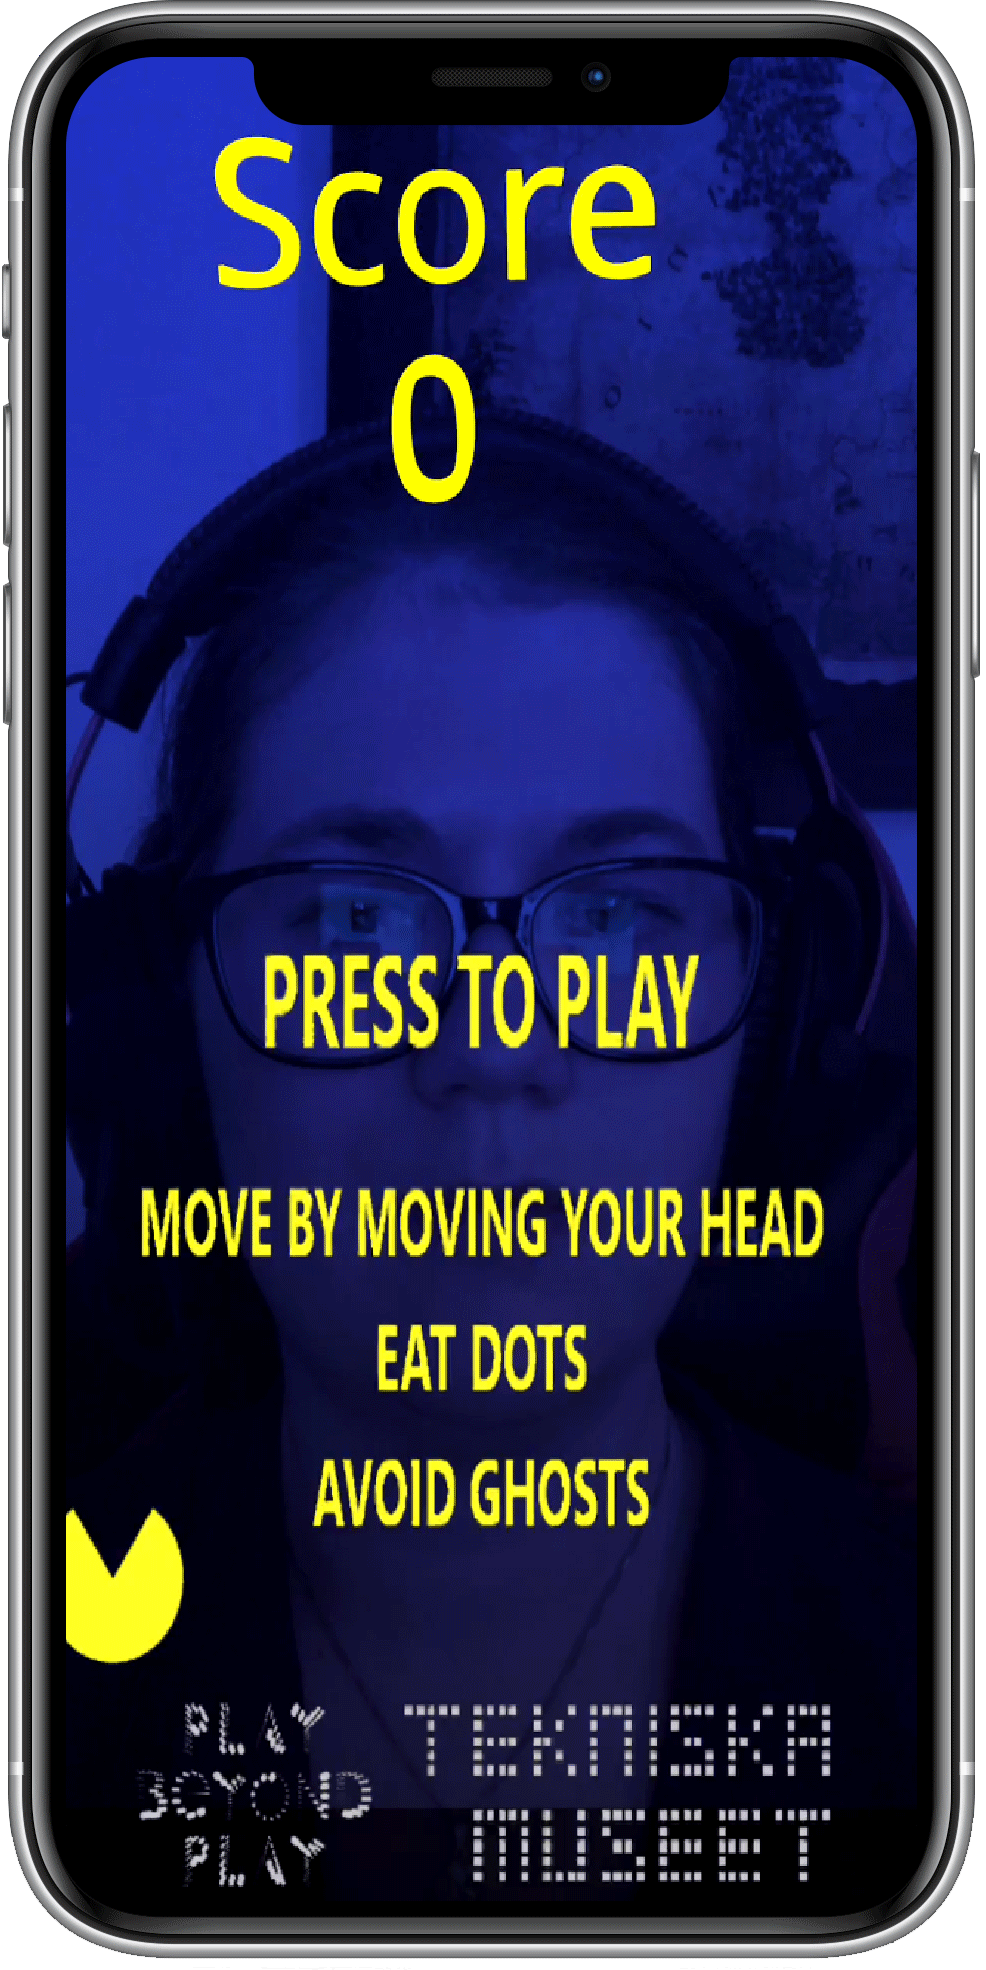 Score
0
PRESS TO PLAY
MOVE BY MOVING YOUR HEAD
EAT DOTS
AVOID GHOSTS
PLAY
BEYOND
PLAY
TEKNISKA
MUSEET